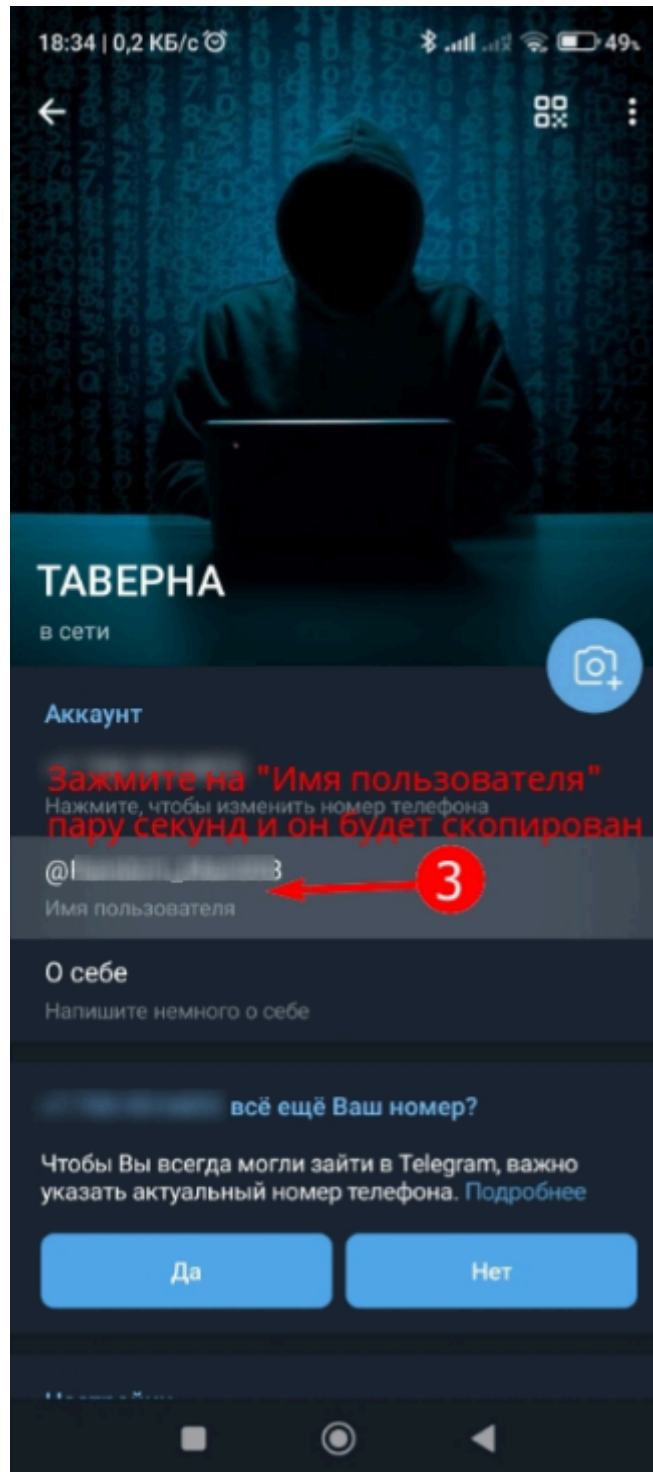 18:34 | 0,2 КБ/с
49%
ТАВЕРНА
в сети
Аккаунт
Зажмите на "Имя пользователя"
Нажмите, чтобы изменить номер телефона
пару секунд и он будет скопирован
3
Имя пользователя
О себе
Напишите немного о себе
всё ещё Ваш номер?
Чтобы Вы всегда могли зайти в Telegram, важно
указать актуальный номер телефона. Подробнее
Да
Нет